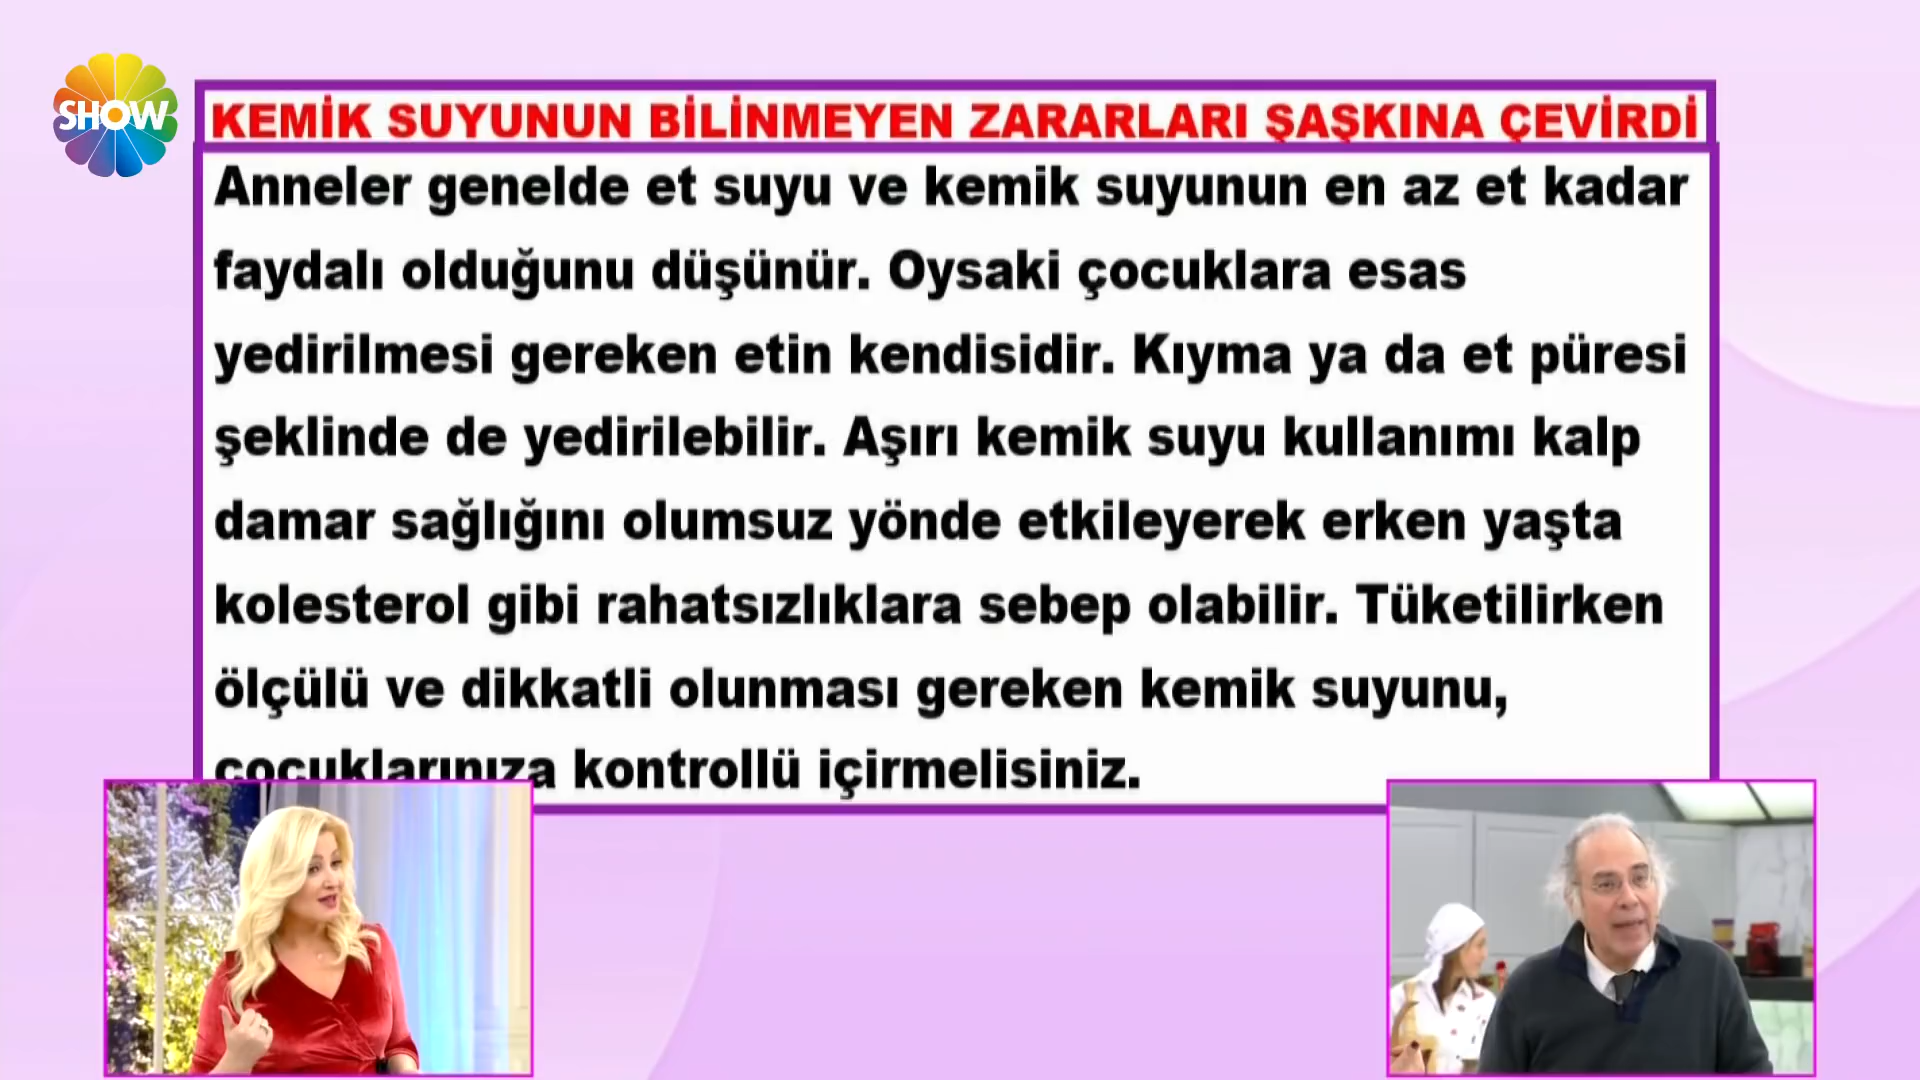 SHOW
KEMİK SUYUNUN BİLİNMEYEN ZARARLARI ŞAŞKINA ÇEVİRDİ
Anneler genelde et suyu ve kemik suyunun en az et kadar
faydalı olduğunu düşünür. Oysaki çocuklara esas
yedirilmesi gereken etin kendisidir. Kıyma ya da et püresi
şeklinde de yedirilebilir. Aşırı kemik suyu kullanımı kalp
damar sağlığını olumsuz yönde etkileyerek erken yaşta
kolesterol gibi rahatsızlıklara sebep olabilir. Tüketilirken
ölçülü ve dikkatli olunması gereken kemik suyunu,
çocuklarınıza kontrollü içirmelisiniz.